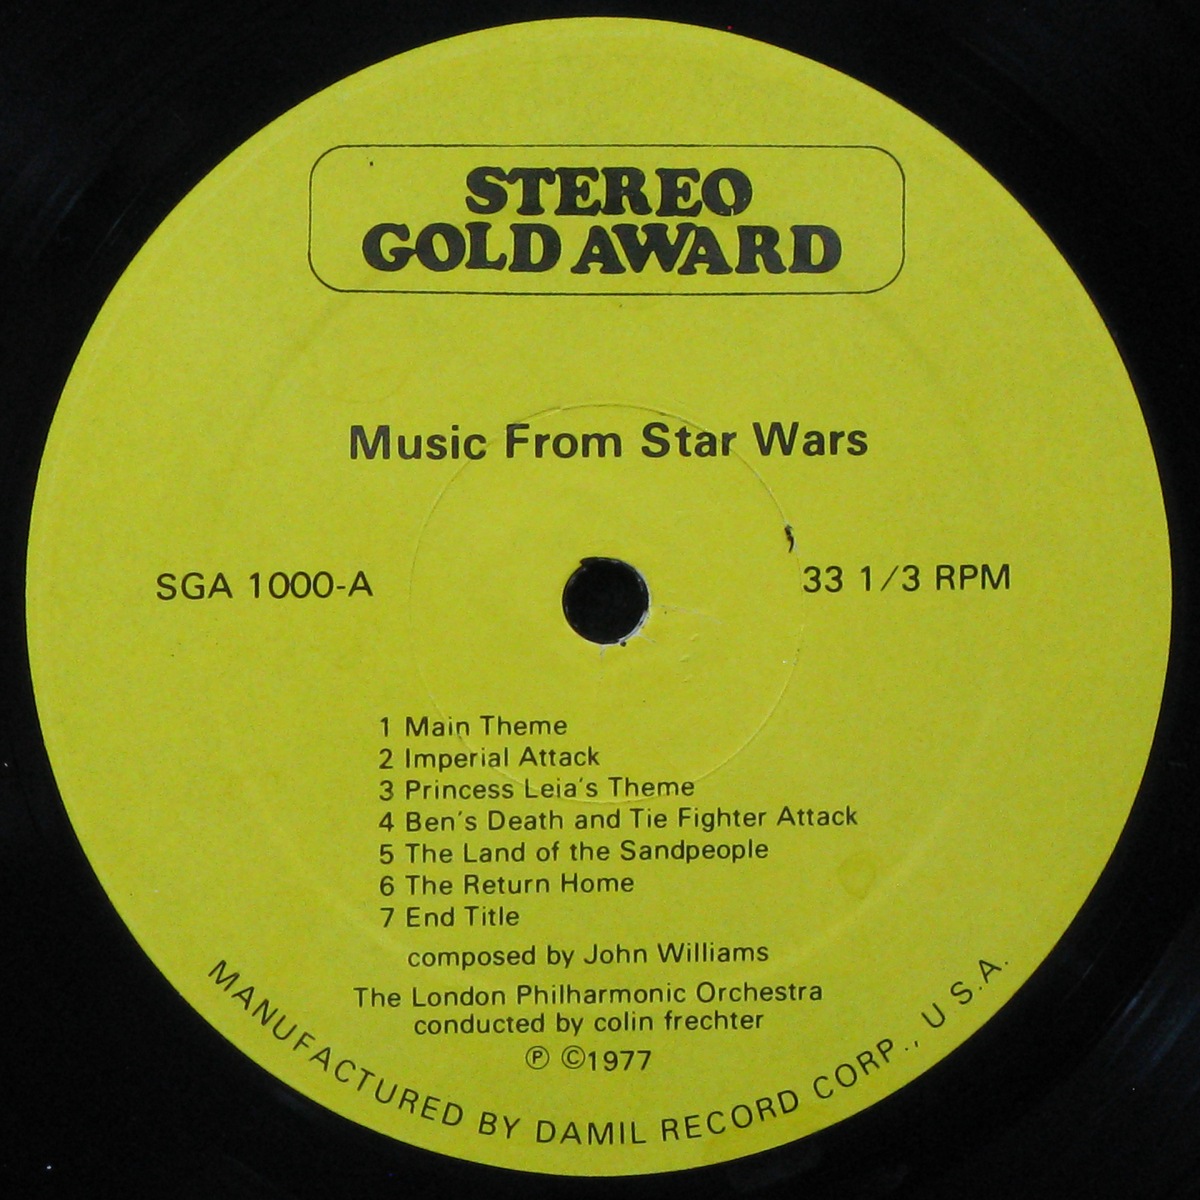 STEREO
GOLD AWARD
Music From Star Wars
SGA 1000-A
33 1/3 RPM
1 Main Theme
2 Imperial Attack
3 Princess Leia's Theme
4 Ben's Death and Tie Fighter Attack
5 The Land of the Sandpeople
6 The Return Home
7 End Title
composed by John Williams
The London Philharmonic Orchestra
conducted by colin frechter
℗ ©1977
MANUFACTURED BY DAMIL RECORD CORP., U.S.A.